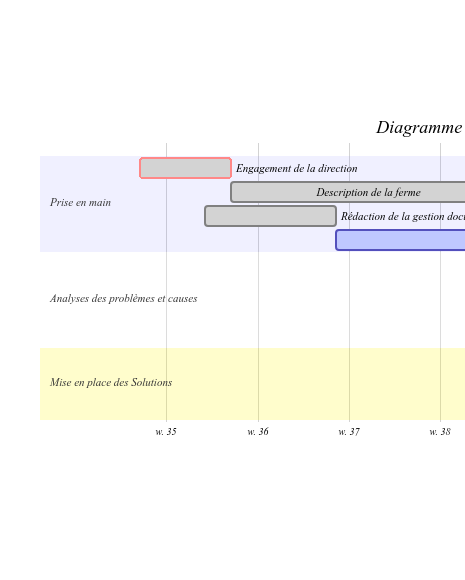 Diagramme
Engagement de la direction
Description de la ferme
Prise en main
Rédaction de la gestion
Analyses des problèmes et causes
Mise en place des Solutions
w. 35 w. 36 w. 37 w. 38